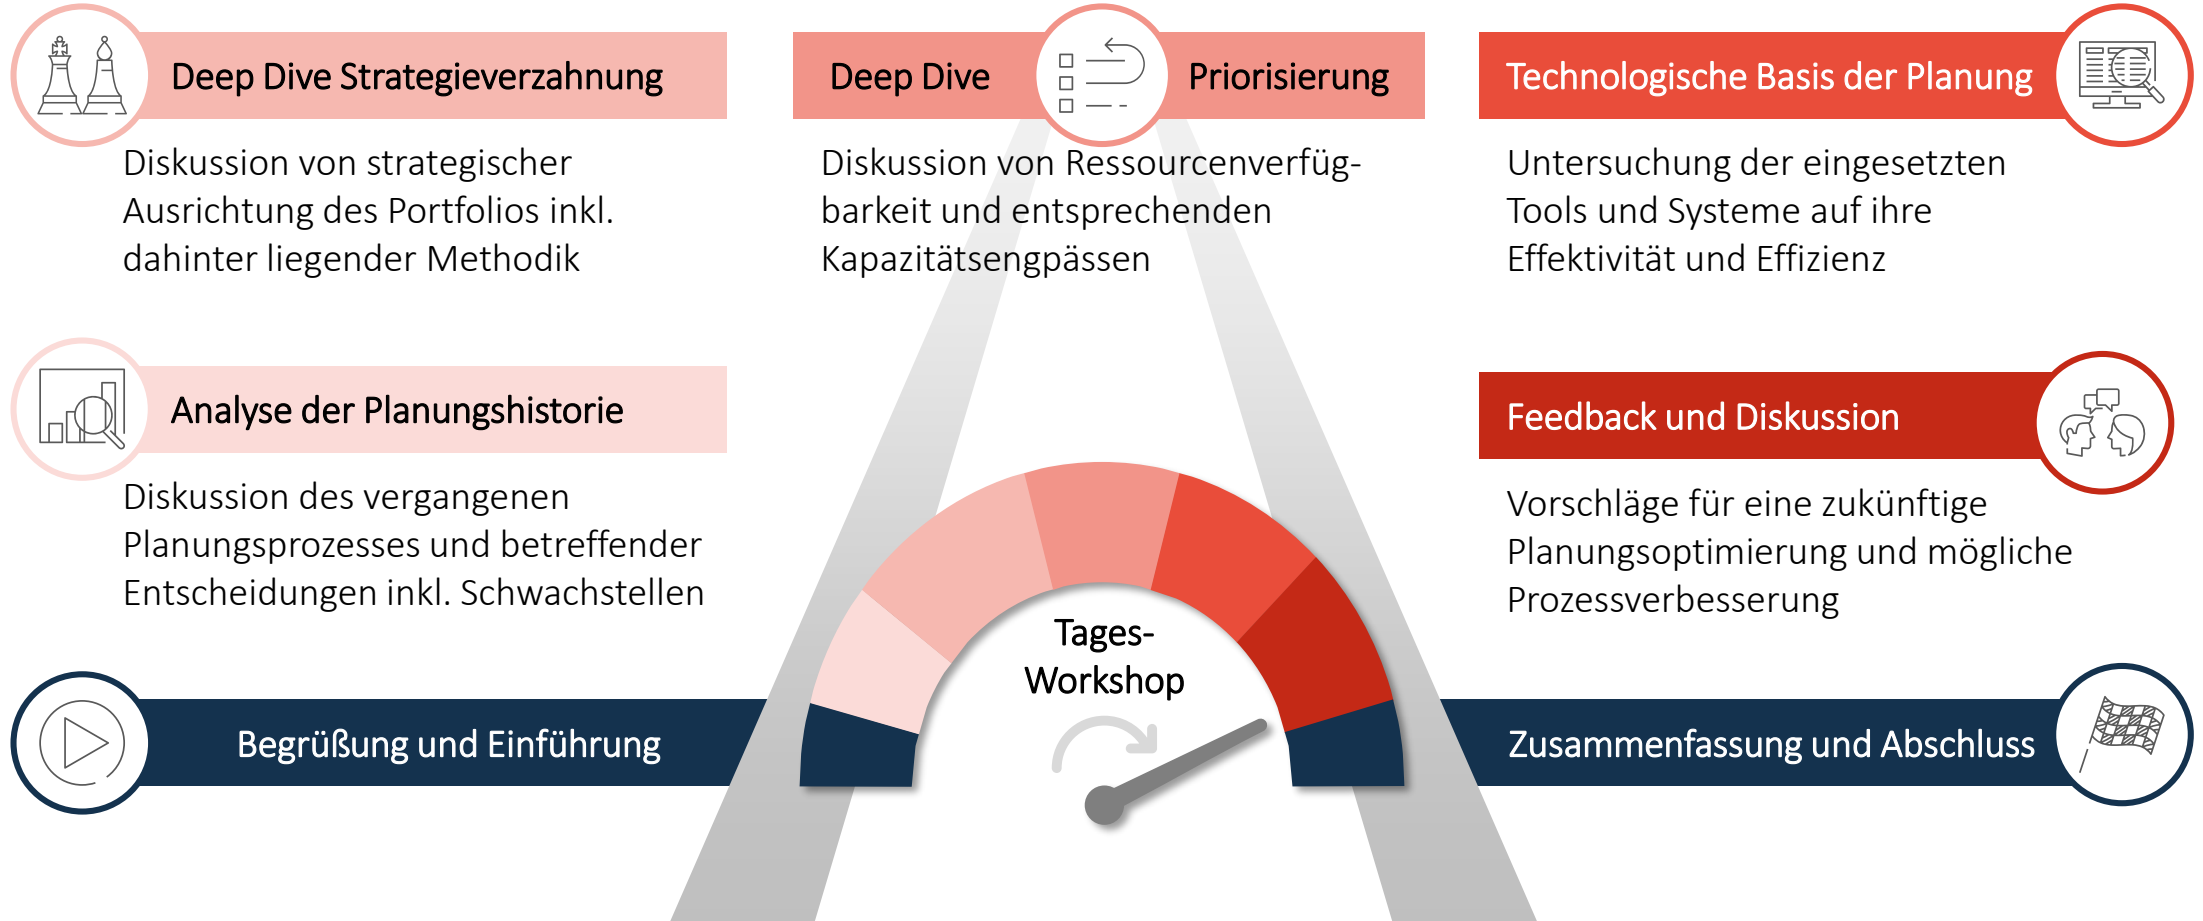 Deep Dive Strategieverzahnung
Diskussion von strategischer
Ausrichtung des Portfolios inkl.
dahinter liegender Methodik
Deep Dive Priorisierung
Diskussion von Ressourcenverfüg-
barkeit und entsprechenden
Kapazitätsengpässen
Technologische Basis der Planung
Untersuchung der eingesetzten
Tools und Systeme auf ihre
Effektivität und Effizienz
Analyse der Planungshistorie
Diskussion des vergangenen
Planungsprozesses und betreffender
Entscheidungen inkl. Schwachstellen
Feedback und Diskussion
Vorschläge für eine zukünftige
Planungsoptimierung und mögliche
Prozessverbesserung
Tages-
Workshop
Begrüßung und Einführung
Zusammenfassung und Abschluss